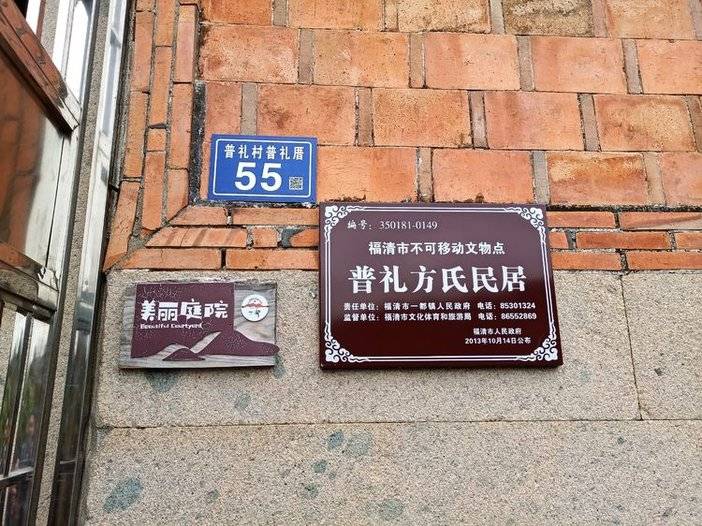 普礼村普礼厝
55
编号：350181-0149
福清市不可移动文物点
普礼方氏民居
责任单位：福清市一都镇人民政府 电话：85301324
监督单位：福清市文化体育和旅游局 电话：86552869
福清市人民政府
2013年10月14日公布
美丽庭院
Beautiful Courtyard